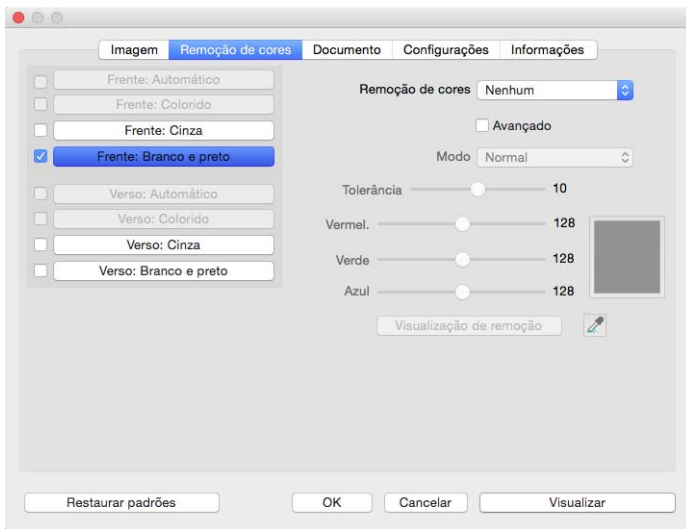 Imagem Remoção de cores Documento Configurações Informações
Frente: Automático
Frente: Colorido
Frente: Cinza
Frente: Branco e preto
Verso: Automático
Verso: Colorido
Verso: Cinza
Verso: Branco e preto
Remoção de cores Nenhum
Avançado
Modo Normal
Tolerância 10
Vermel. 128
Verde 128
Azul 128
Visualização de remoção
Restaurar padrões OK Cancelar Visualizar